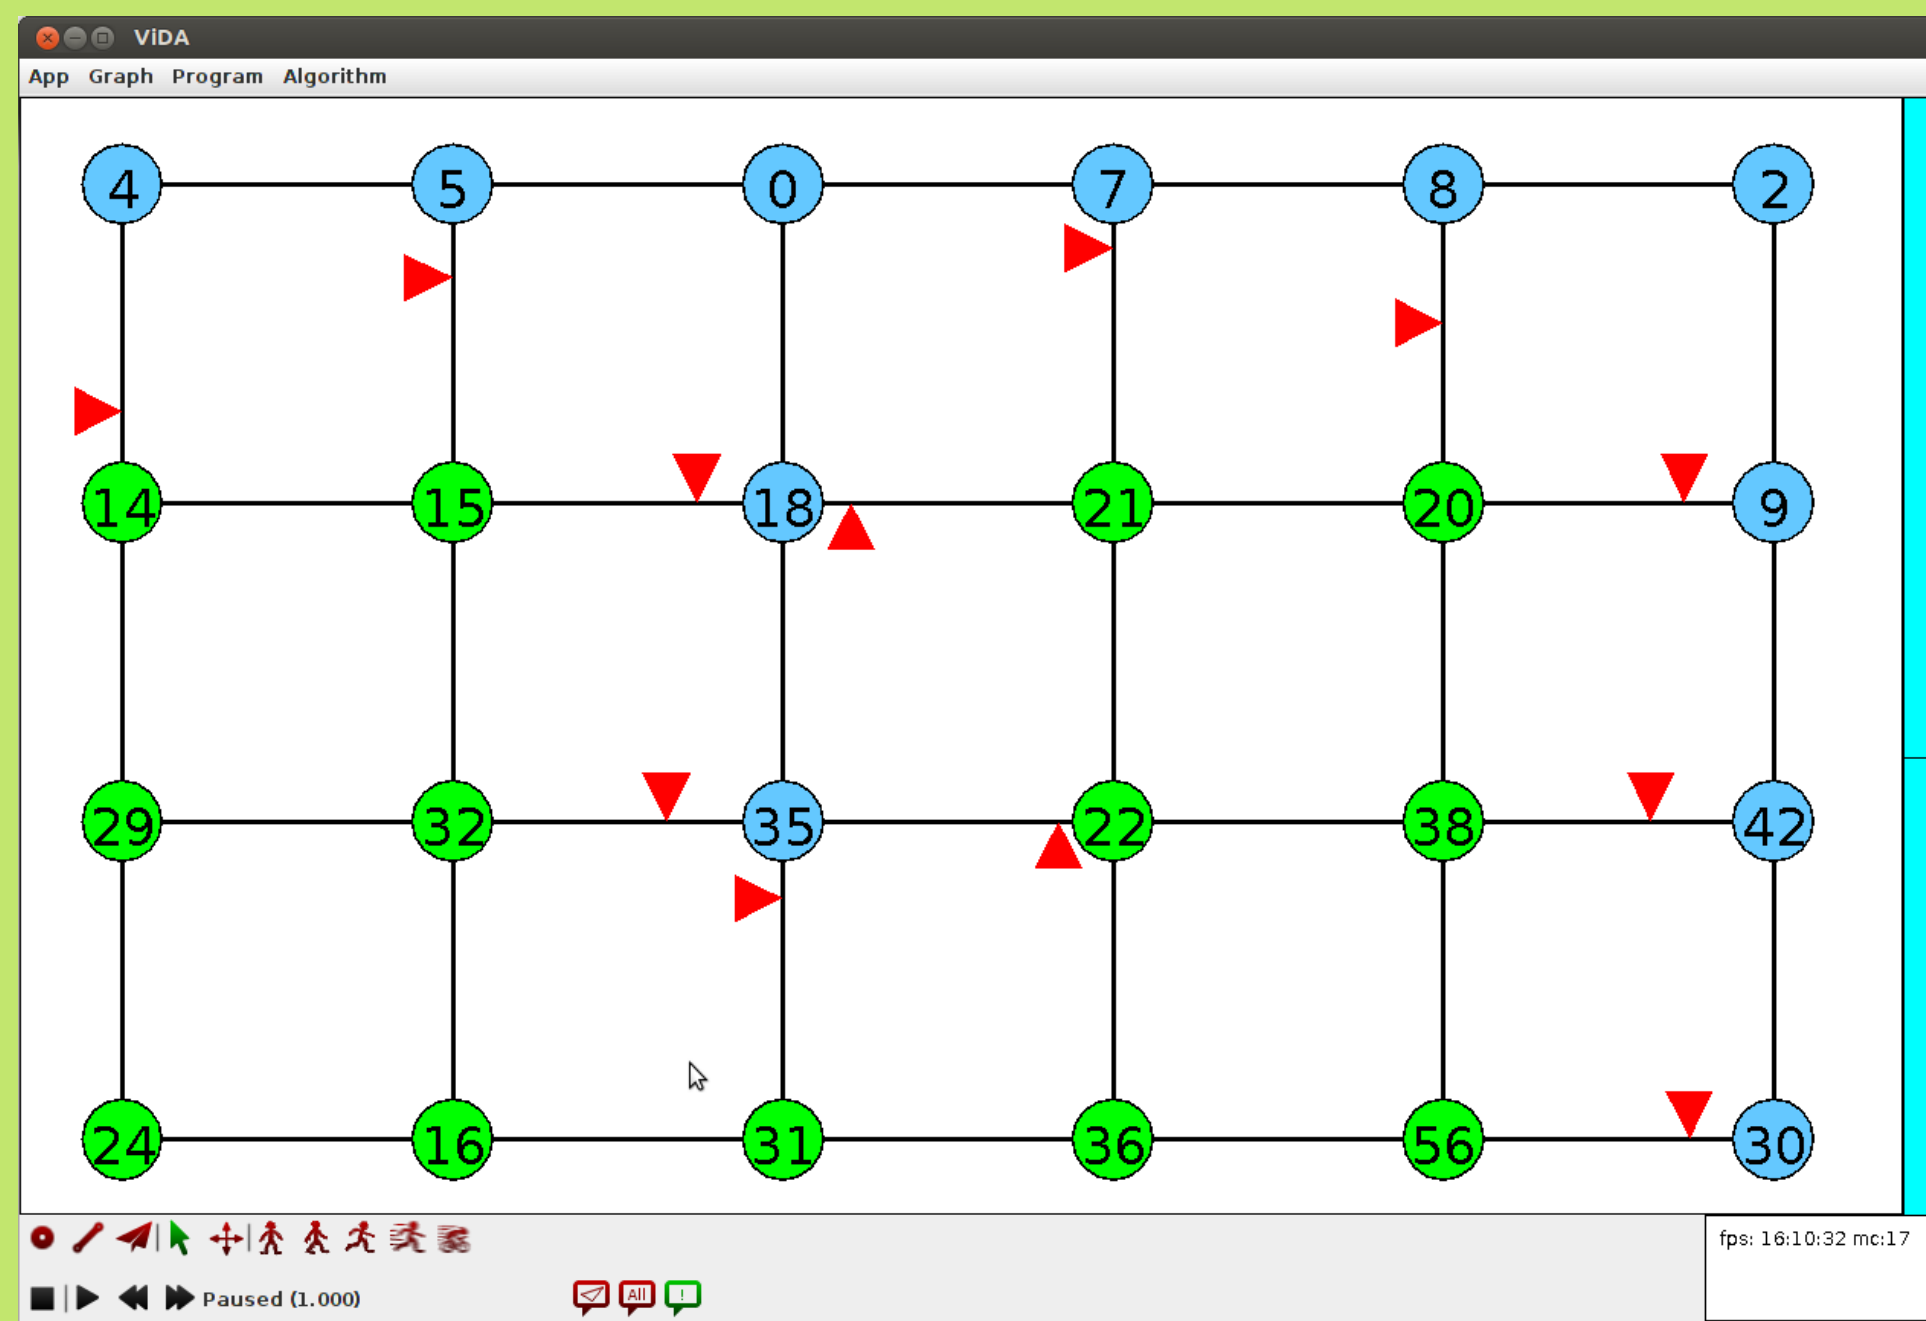 ViDA
App Graph Program Algorithm
4 5 0 7 8 2
14 15 18 21 20 9
29 32 35 22 38 42
24 16 31 36 56 30
fps: 16:10:32 mc:17
All !
Paused (1.000)